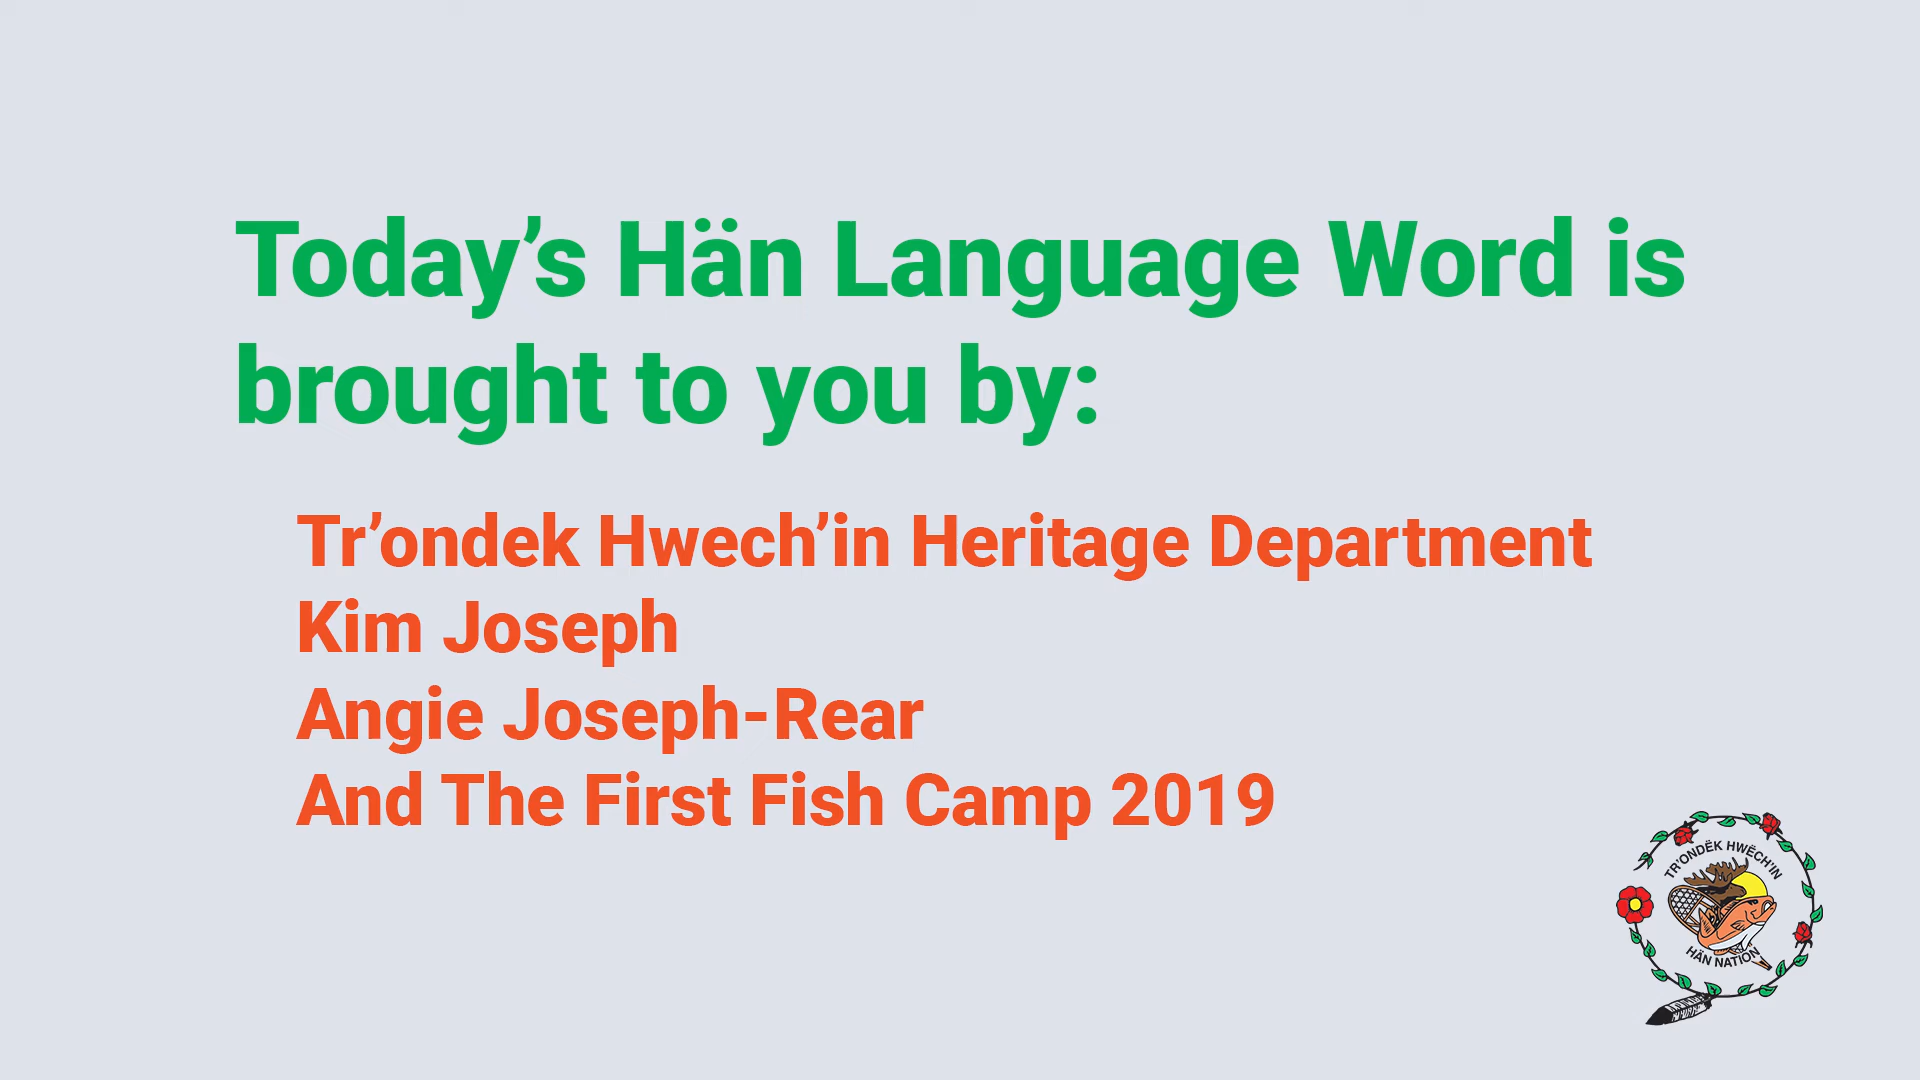 Today’s Hän Language Word is
brought to you by:
Tr’ondek Hwech’in Heritage Department
Kim Joseph
Angie Joseph-Rear
And The First Fish Camp 2019
TR’ONDËK HWËCH’IN
HÄN NATION